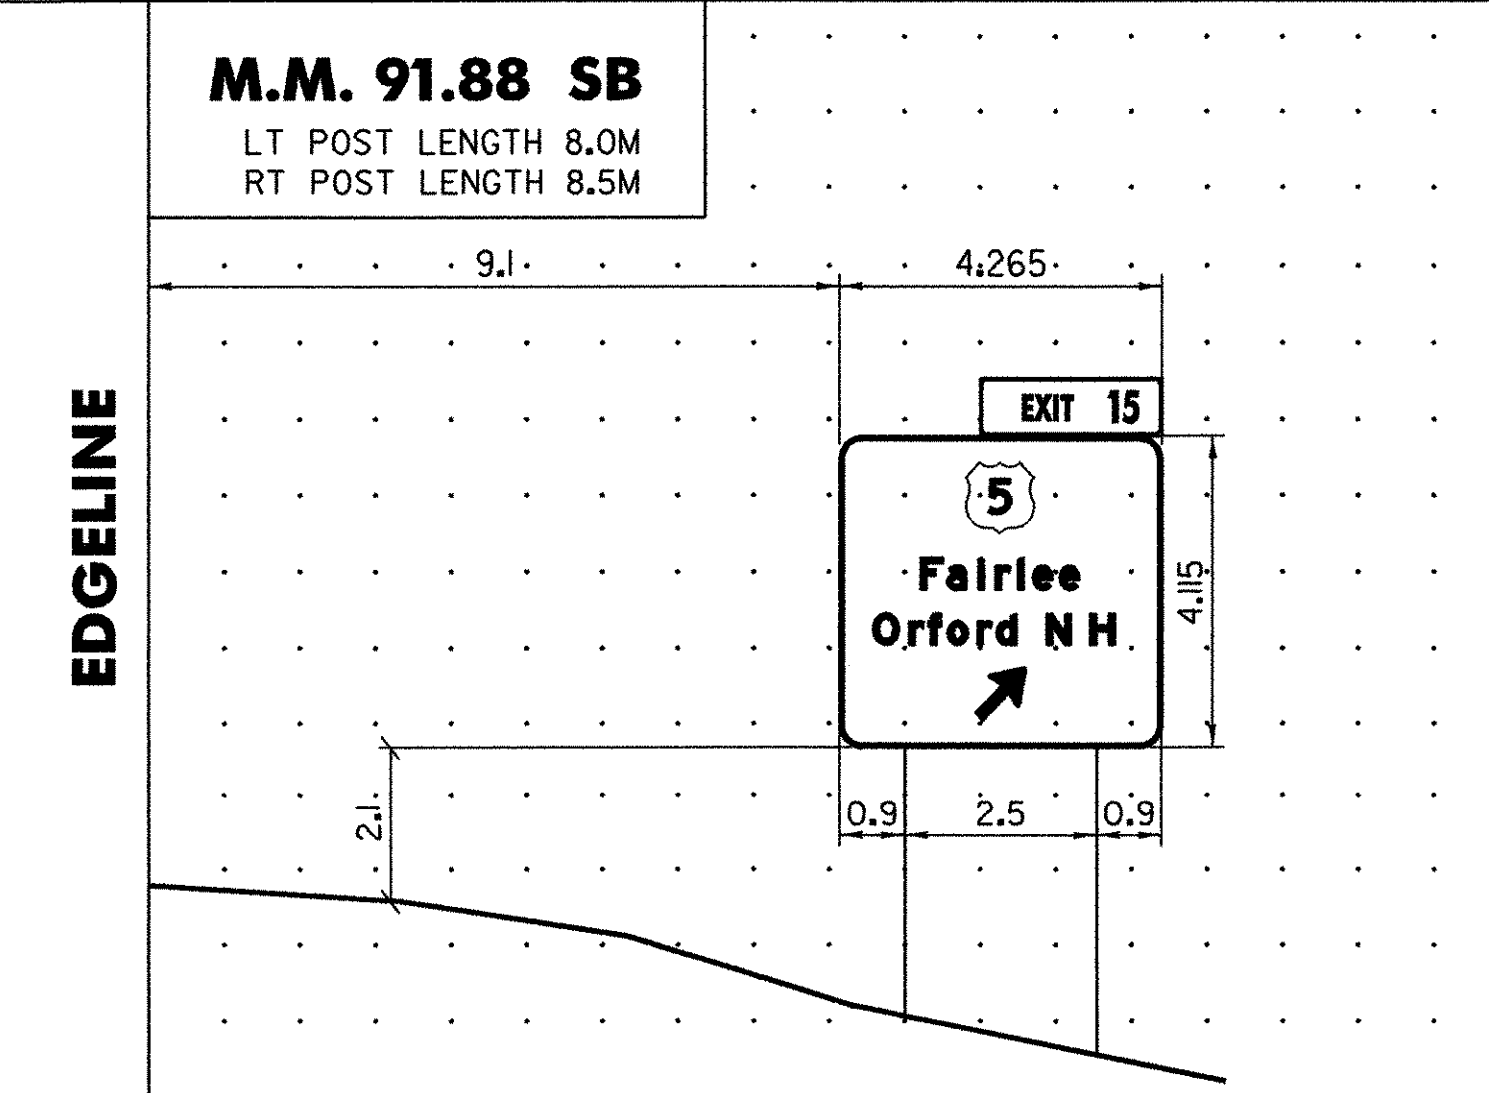 M.M. 91.88 SB
LT POST LENGTH 8.0M
RT POST LENGTH 8.5M
9.1
4.265
EDGELINE
EXIT 15
5
Fairlee
Orford NH
4.115
2.1
0.9
2.5
0.9